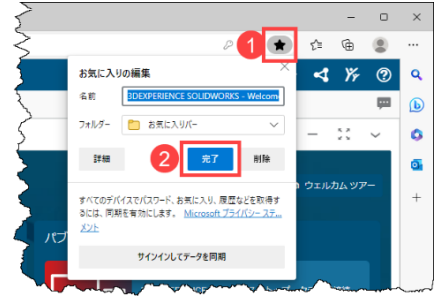 1
お気に入りの編集
名前
3DEXPERIENCE SOLIDWORKS - Welcom
フォルダー
お気に入りバー
詳細
2
完了
削除
すべてのデバイスでパスワード、お気に入り、履歴などを取得す
るには、同期を有効にします。 Microsoft プライバシー ステー
メント
サインインしてデータを同期
ウェルカム ツアー
パブ